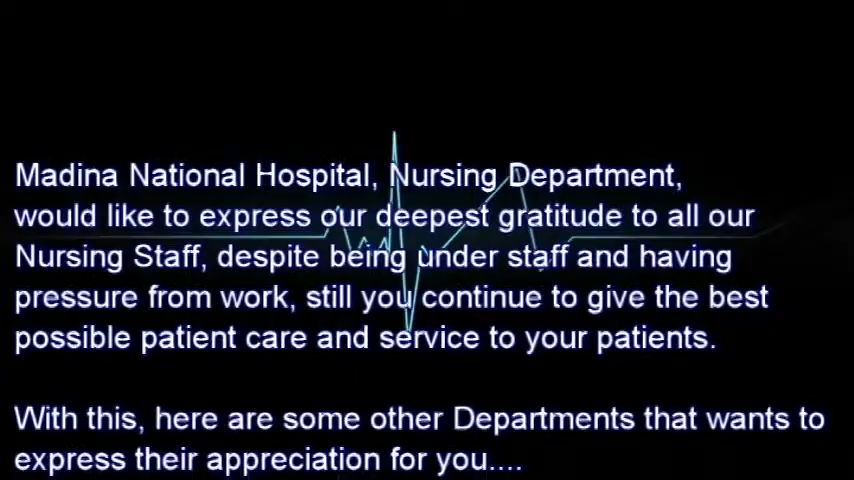 Madina National Hospital, Nursing Department,
would like to express our deepest gratitude to all our
Nursing Staff, despite being under staff and having
pressure from work, still you continue to give the best
possible patient care and service to your patients.
With this, here are some other Departments that wants to
express their appreciation for you....